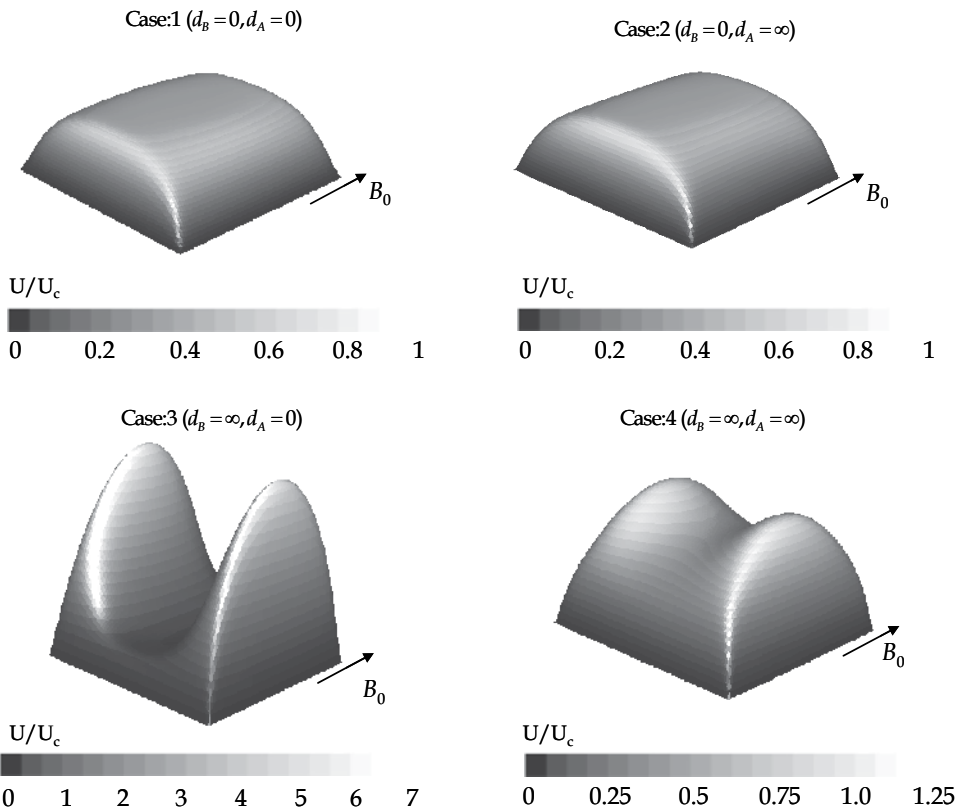 Case:1 (d_B = 0, d_A = 0)
Case:2 (d_B = 0, d_A = ∞)
B_0
B_0
U/U_c
U/U_c
0 0.2 0.4 0.6 0.8 1
0 0.2 0.4 0.6 0.8 1
Case:3 (d_B = ∞, d_A = 0)
Case:4 (d_B = ∞, d_A = ∞)
B_0
B_0
U/U_c
U/U_c
0 1 2 3 4 5 6 7
0 0.25 0.5 0.75 1.0 1.25